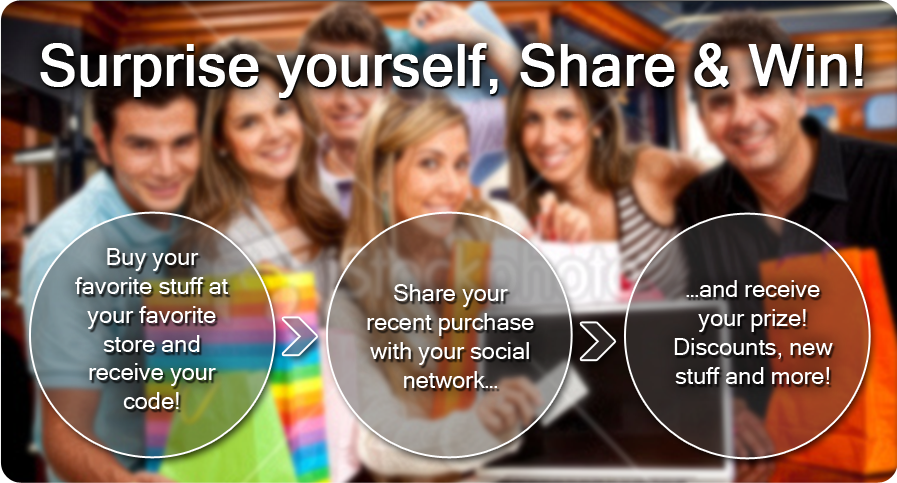 Surprise yourself, Share & Win!
Buy your
favorite stuff at
your favorite
store and
receive your
code!
Share your
recent purchase
with your social
network...
...and receive
your prize!
Discounts, new
stuff and more!
istockphoto